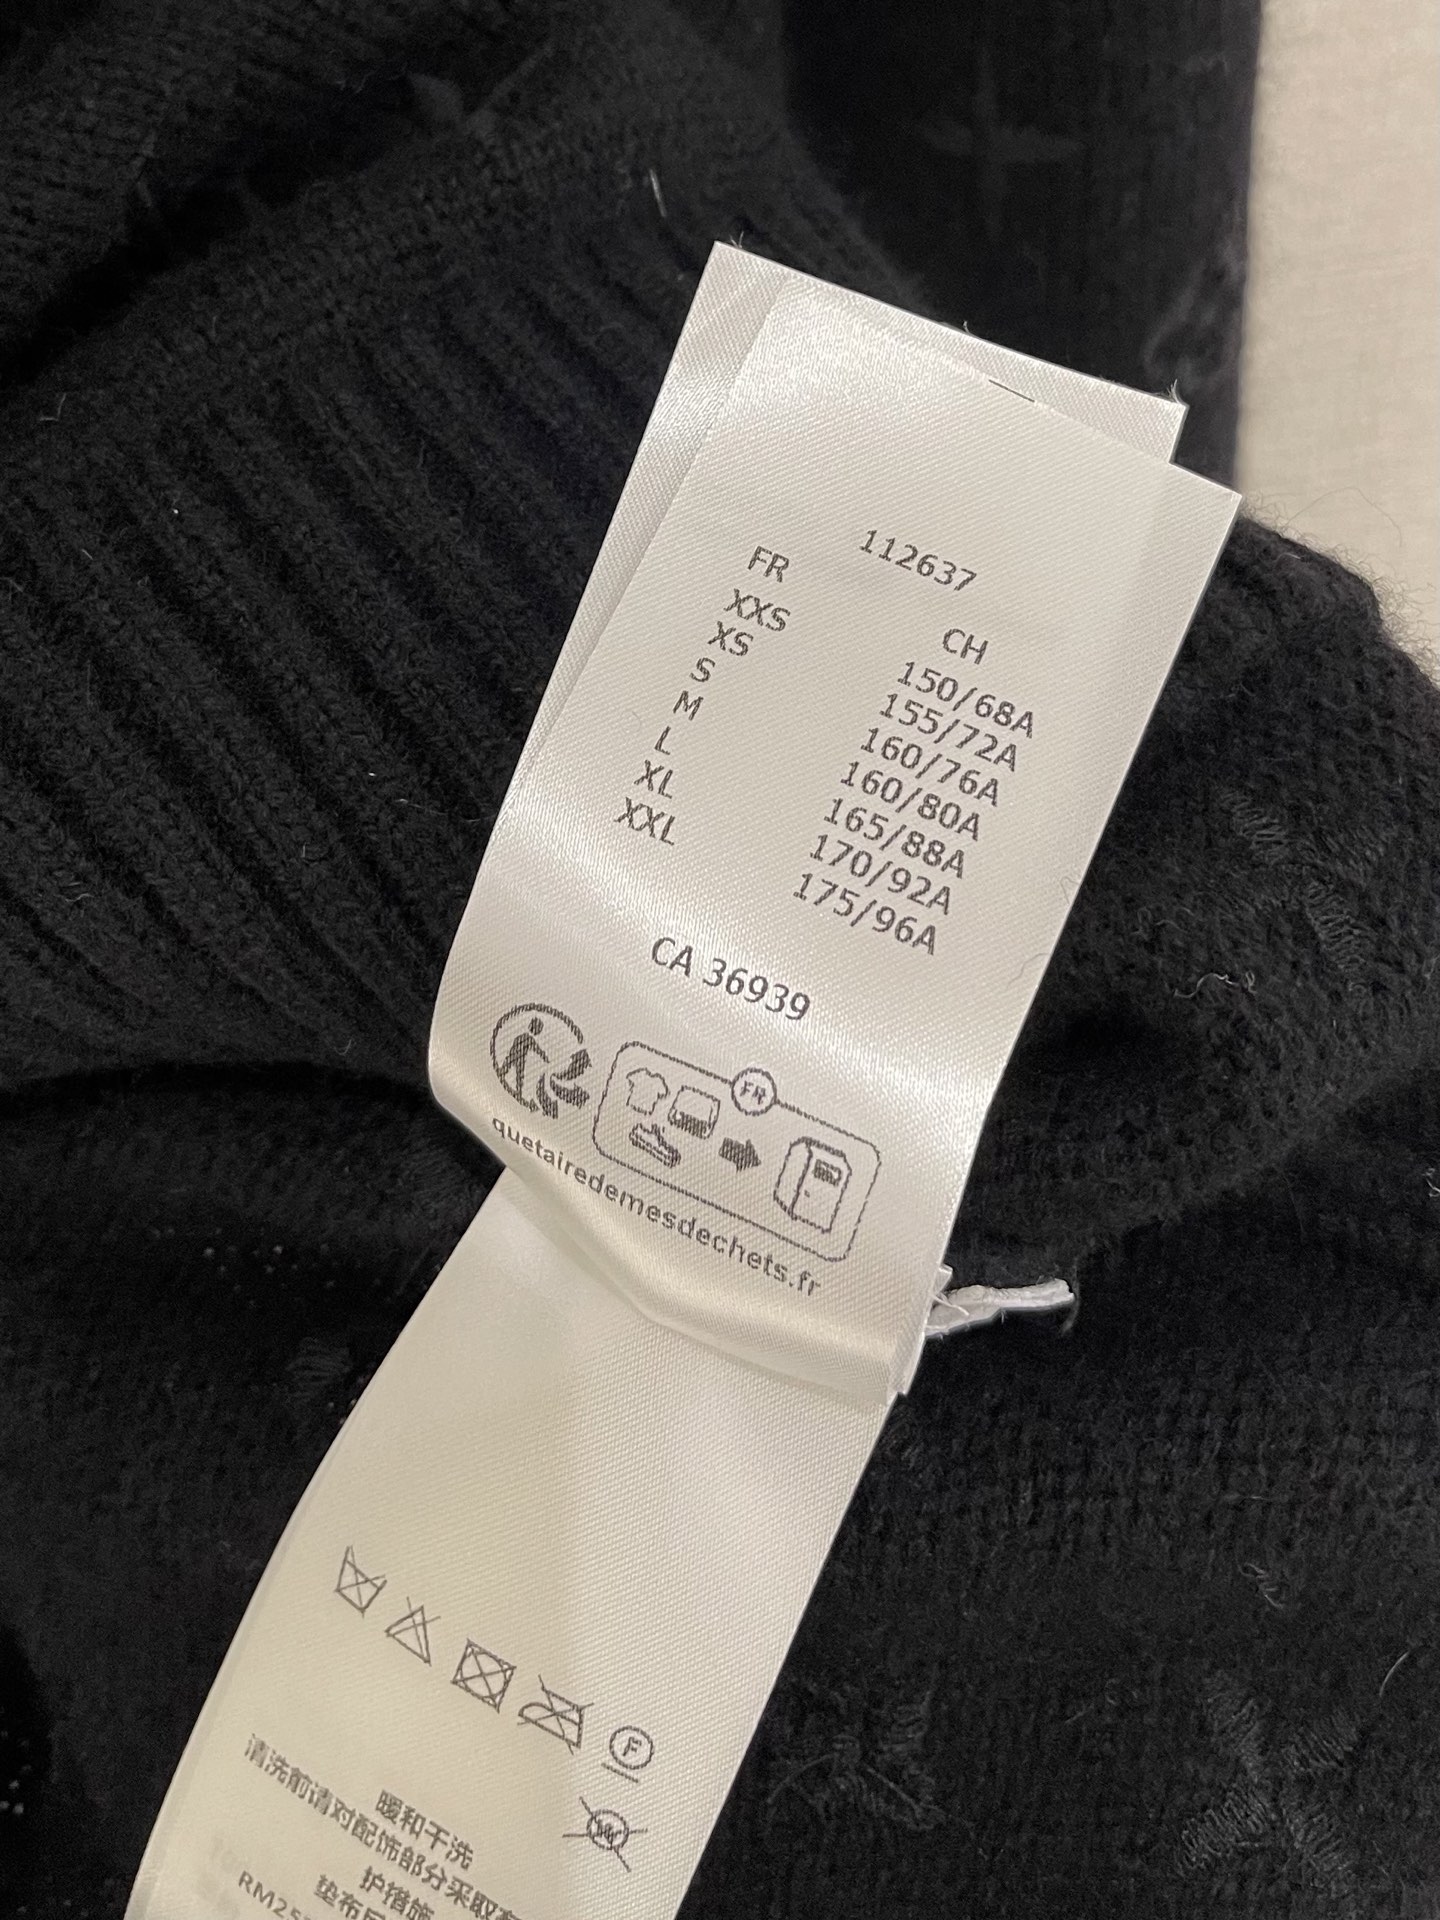 112637
FR CH
XXS 150/68A
XS 155/72A
S 160/76A
M 160/80A
L 165/88A
XL 170/92A
XXL 175/96A
CA 36939
FR
quetairedemesdechets.fr
F
暖和干洗
清洗前请对配饰部分采取
护措施
垫布